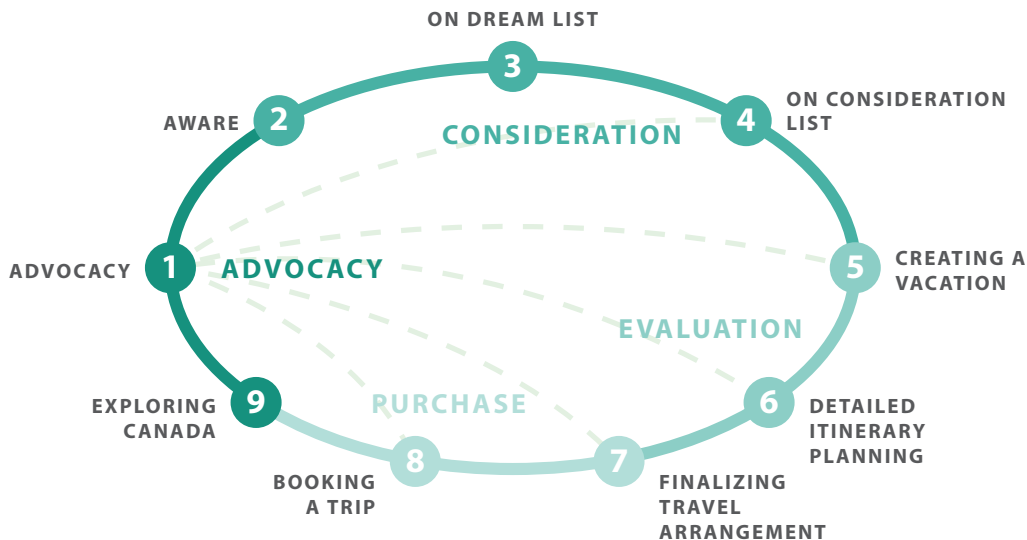 ON DREAM LIST
3
AWARE
2
4
ON CONSIDERATION
LIST
CONSIDERATION
ADVOCACY
1
ADVOCACY
5
CREATING A
VACATION
EVALUATION
EXPLORING
CANADA
9
PURCHASE
6
DETAILED
ITINERARY
PLANNING
BOOKING
A TRIP
8
7
FINALIZING
TRAVEL
ARRANGEMENT